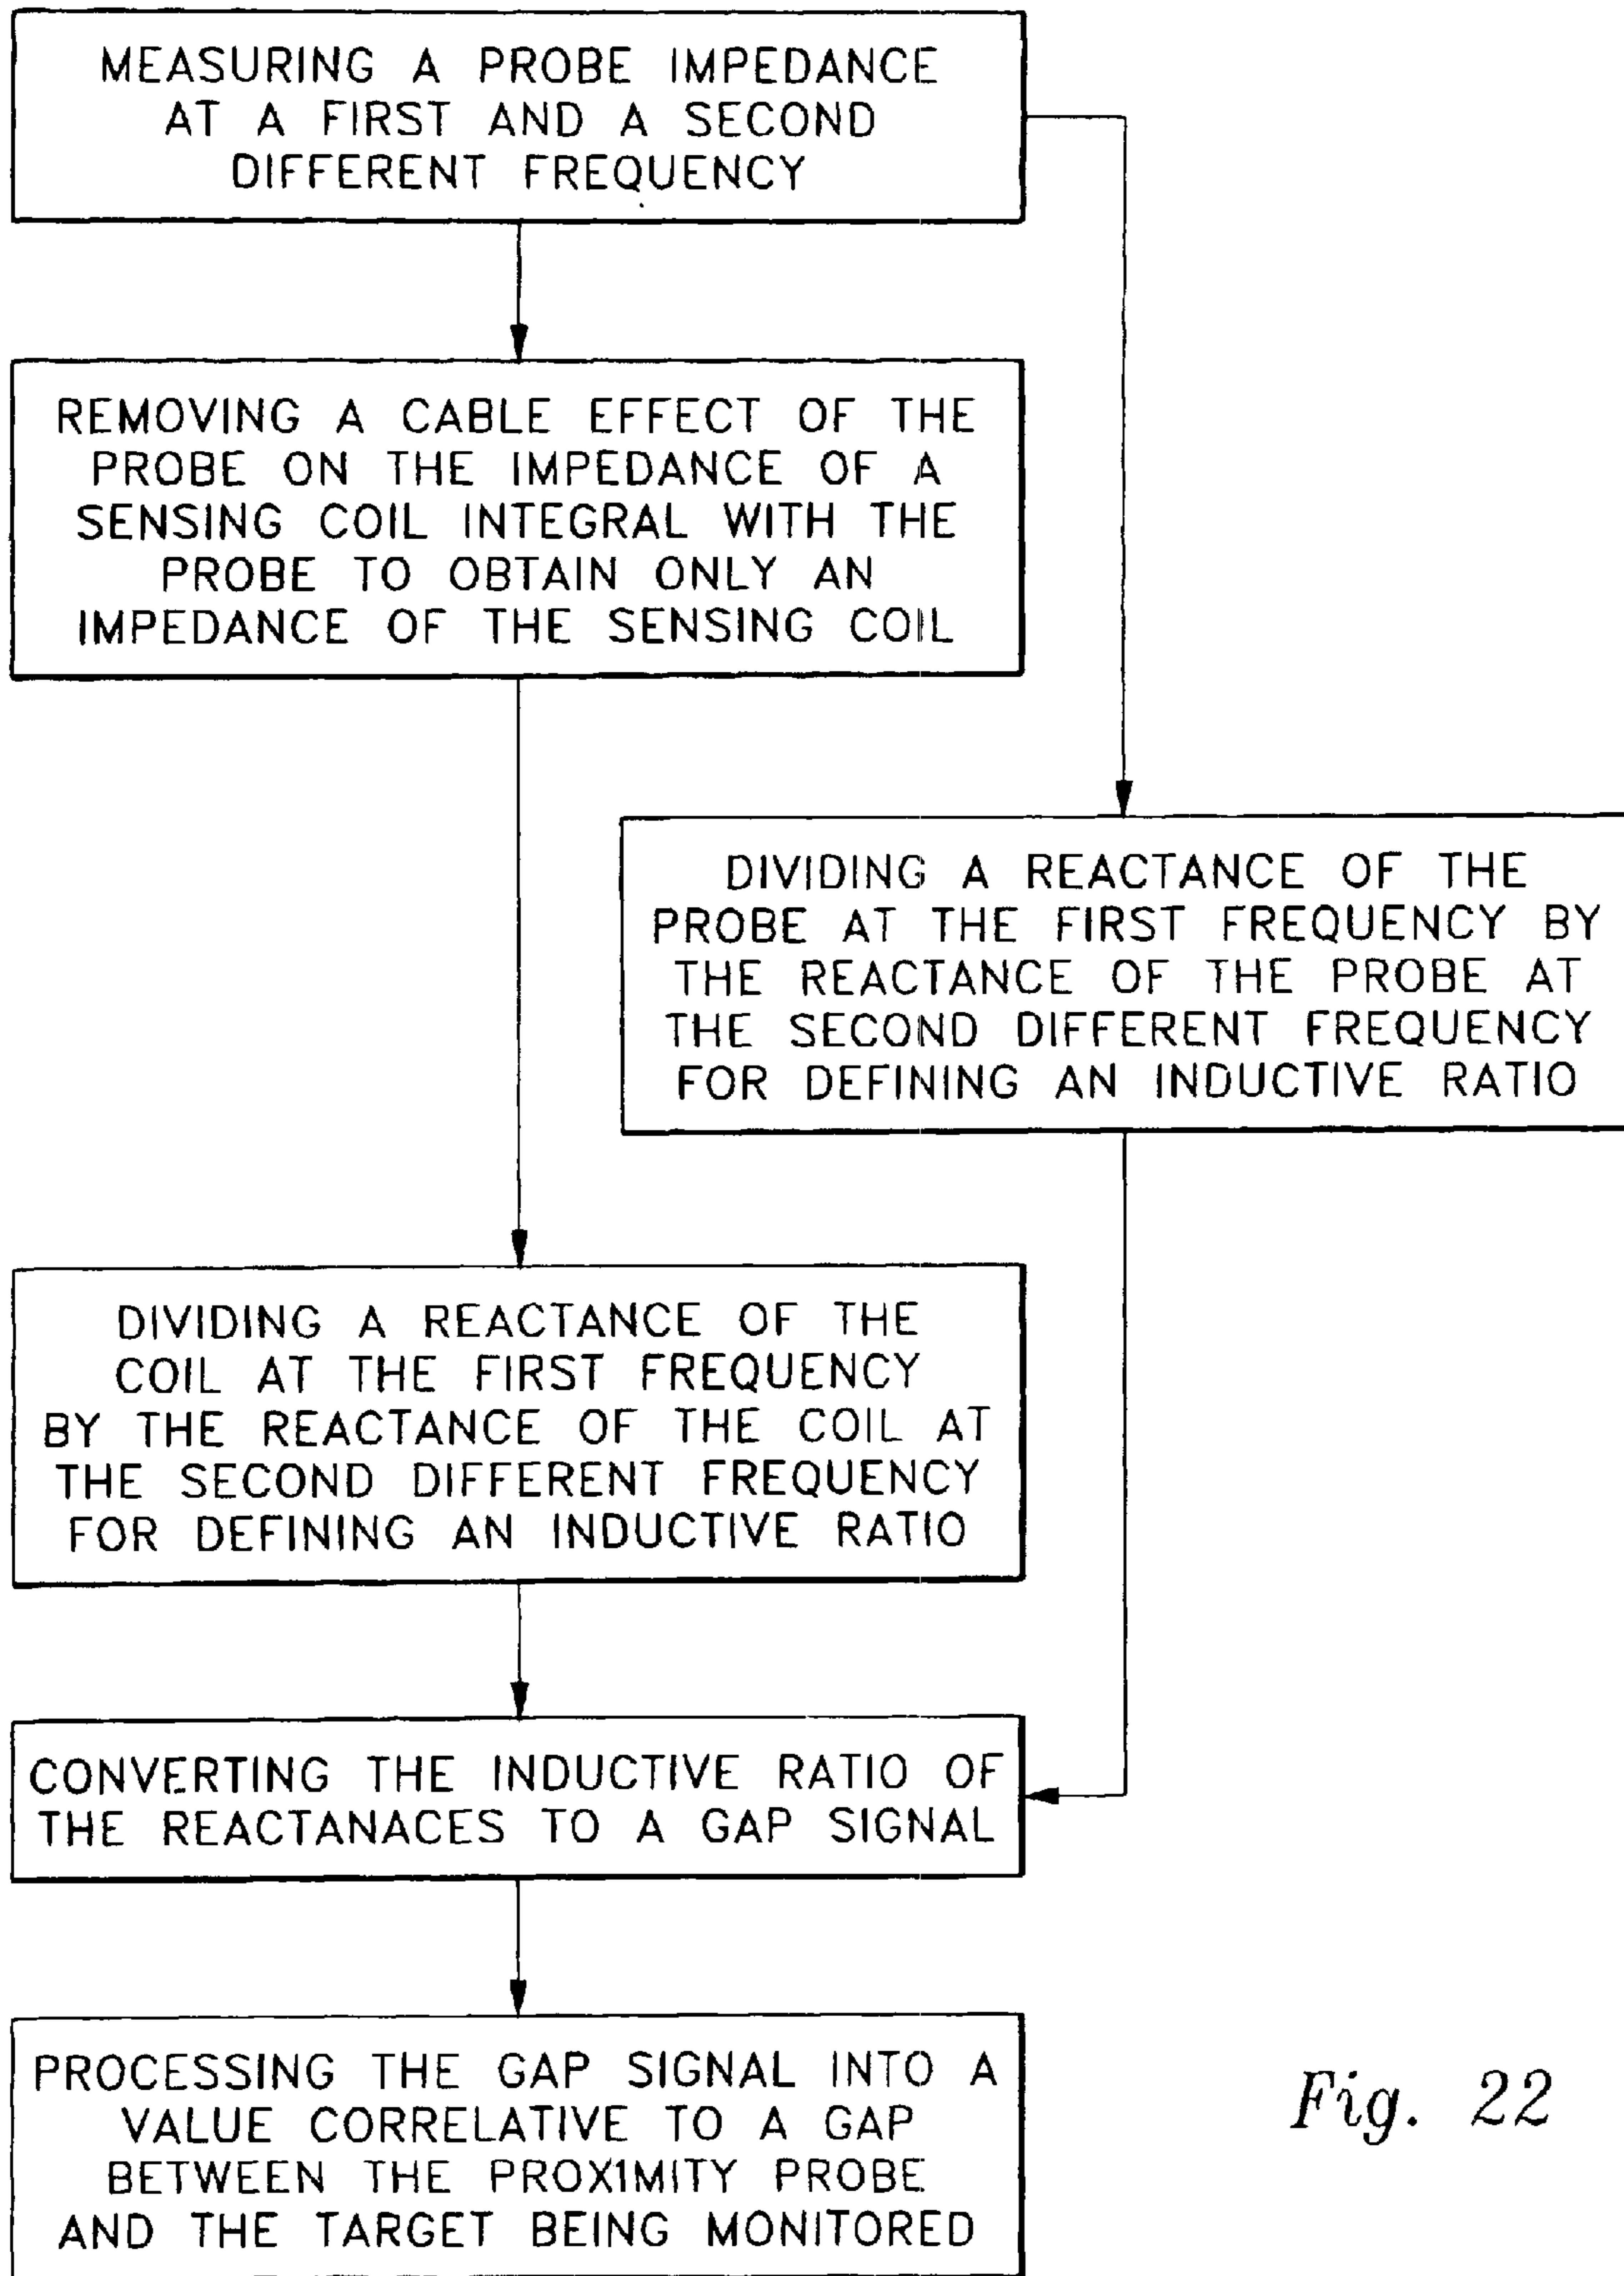 MEASURING A PROBE IMPEDANCE
AT A FIRST AND A SECOND
DIFFERENT FREQUENCY
REMOVING A CABLE EFFECT OF THE
PROBE ON THE IMPEDANCE OF A
SENSING COIL INTEGRAL WITH THE
PROBE TO OBTAIN ONLY AN
IMPEDANCE OF THE SENSING COIL
DIVIDING A REACTANCE OF THE
PROBE AT THE FIRST FREQUENCY BY
THE REACTANCE OF THE PROBE AT
THE SECOND DIFFERENT FREQUENCY
FOR DEFINING AN INDUCTIVE RATIO
DIVIDING A REACTANCE OF THE
COIL AT THE FIRST FREQUENCY
BY THE REACTANCE OF THE COIL AT
THE SECOND DIFFERENT FREQUENCY
FOR DEFINING AN INDUCTIVE RATIO
CONVERTING THE INDUCTIVE RATIO OF
THE REACTANACES TO A GAP SIGNAL
PROCESSING THE GAP SIGNAL INTO A
VALUE CORRELATIVE TO A GAP
BETWEEN THE PROXIMITY PROBE
AND THE TARGET BEING MONITORED
Fig. 22